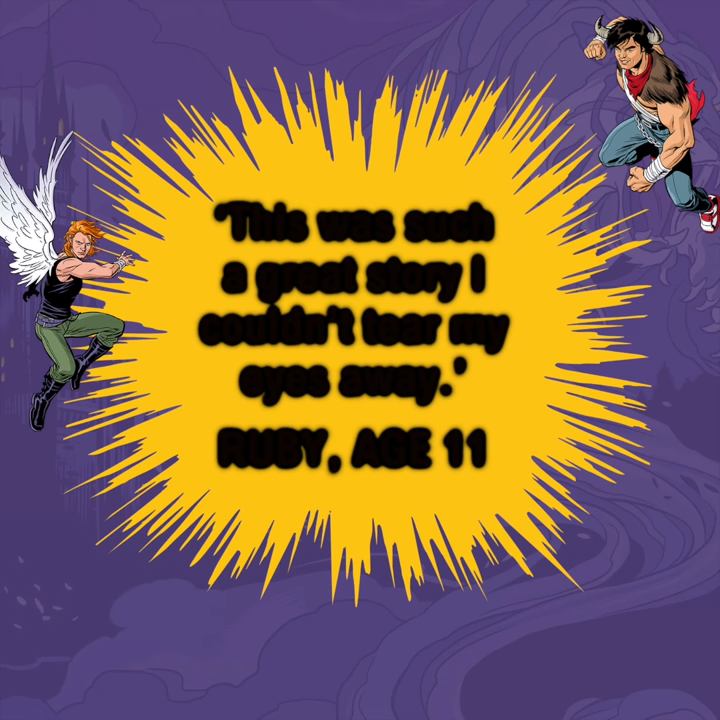 ‘This was such
a great story I
couldn't tear my
eyes away.’
RUBY, AGE 11